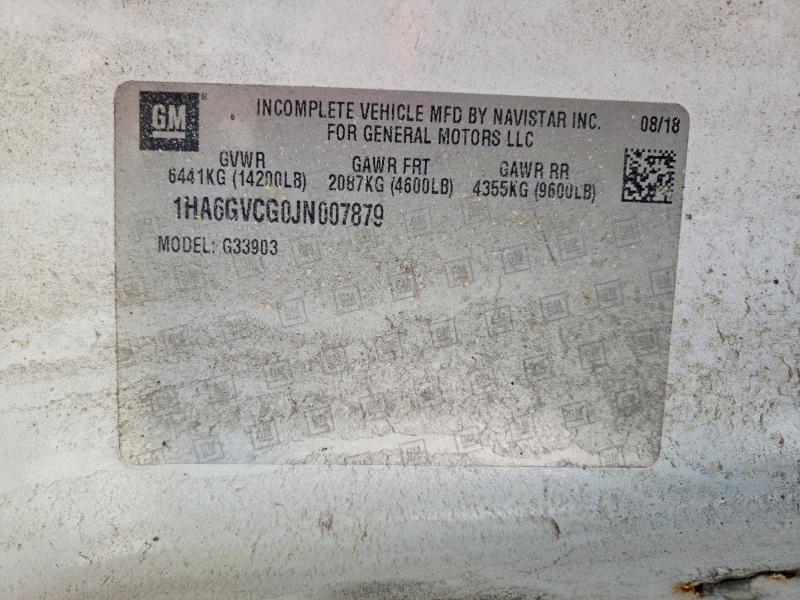 GM ®
INCOMPLETE VEHICLE MFD BY NAVISTAR INC.
FOR GENERAL MOTORS LLC
08/18
GVWR
6441KG (14200LB)
GAWR FRT
2087KG (4600LB)
GAWR RR
4355KG (9600LB)
1HA6GVCG0JN007879
MODEL: G33903